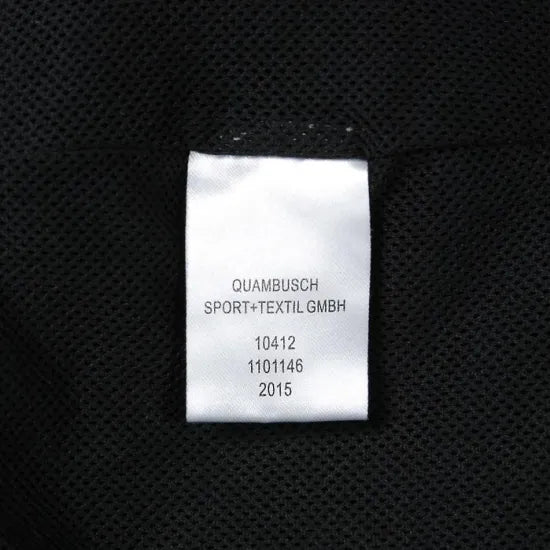 QUAMBUSCH
SPORT+TEXTIL GMBH
10412
1101146
2015